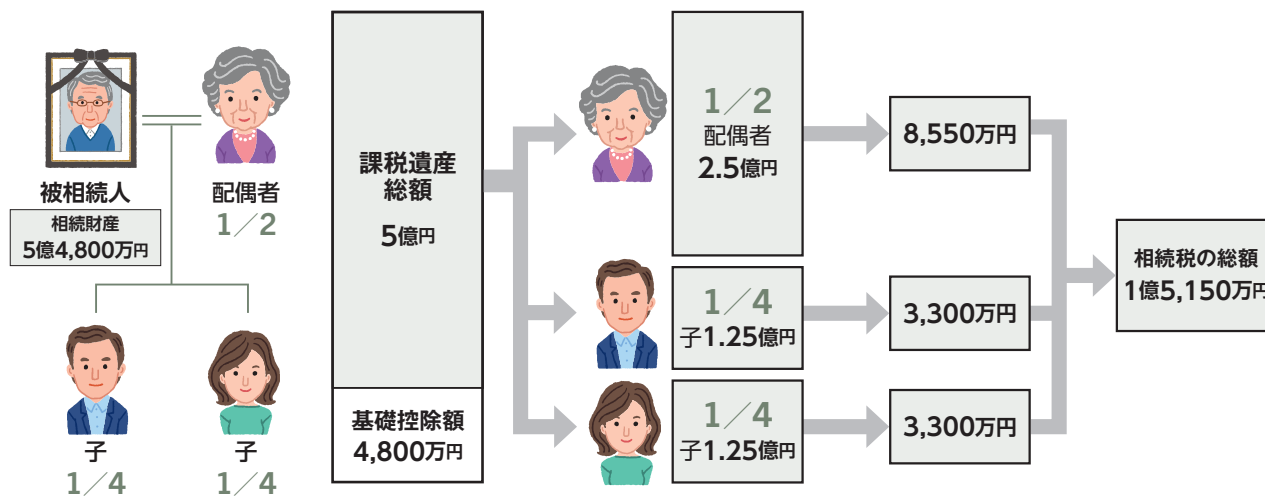 被相続人
相続財産
5億4,800万円
配偶者
1／2
子
1／4
子
1／4
課税遺産
総額
5億円
基礎控除額
4,800万円
1／2
配偶者
2.5億円
8,550万円
1／4
子1.25億円
3,300万円
1／4
子1.25億円
3,300万円
相続税の総額
1億5,150万円